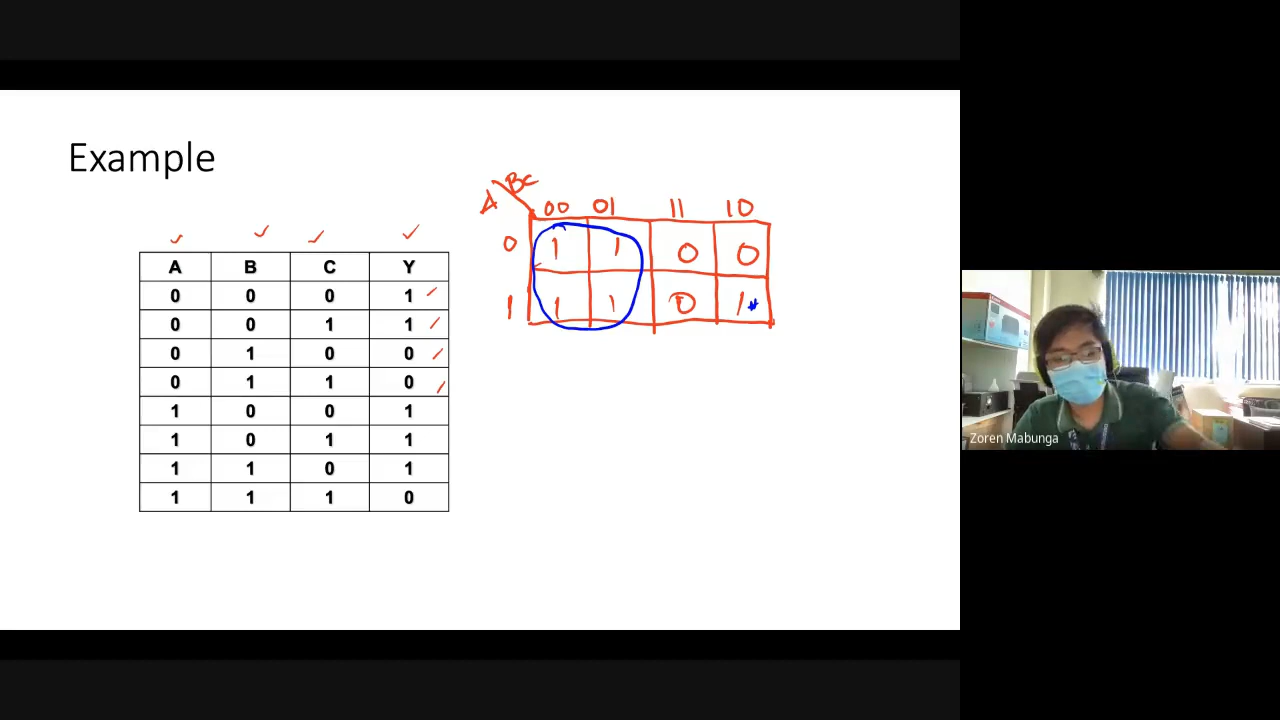 Example
A B C Y
0 0 0 1
0 0 1 1
0 1 0 0
0 1 1 0
1 0 0 1
1 0 1 1
1 1 0 1
1 1 1 0
A BC
00 01 11 10
0 1 1 0 0
1 1 1 0 1
Zoren Mabunga